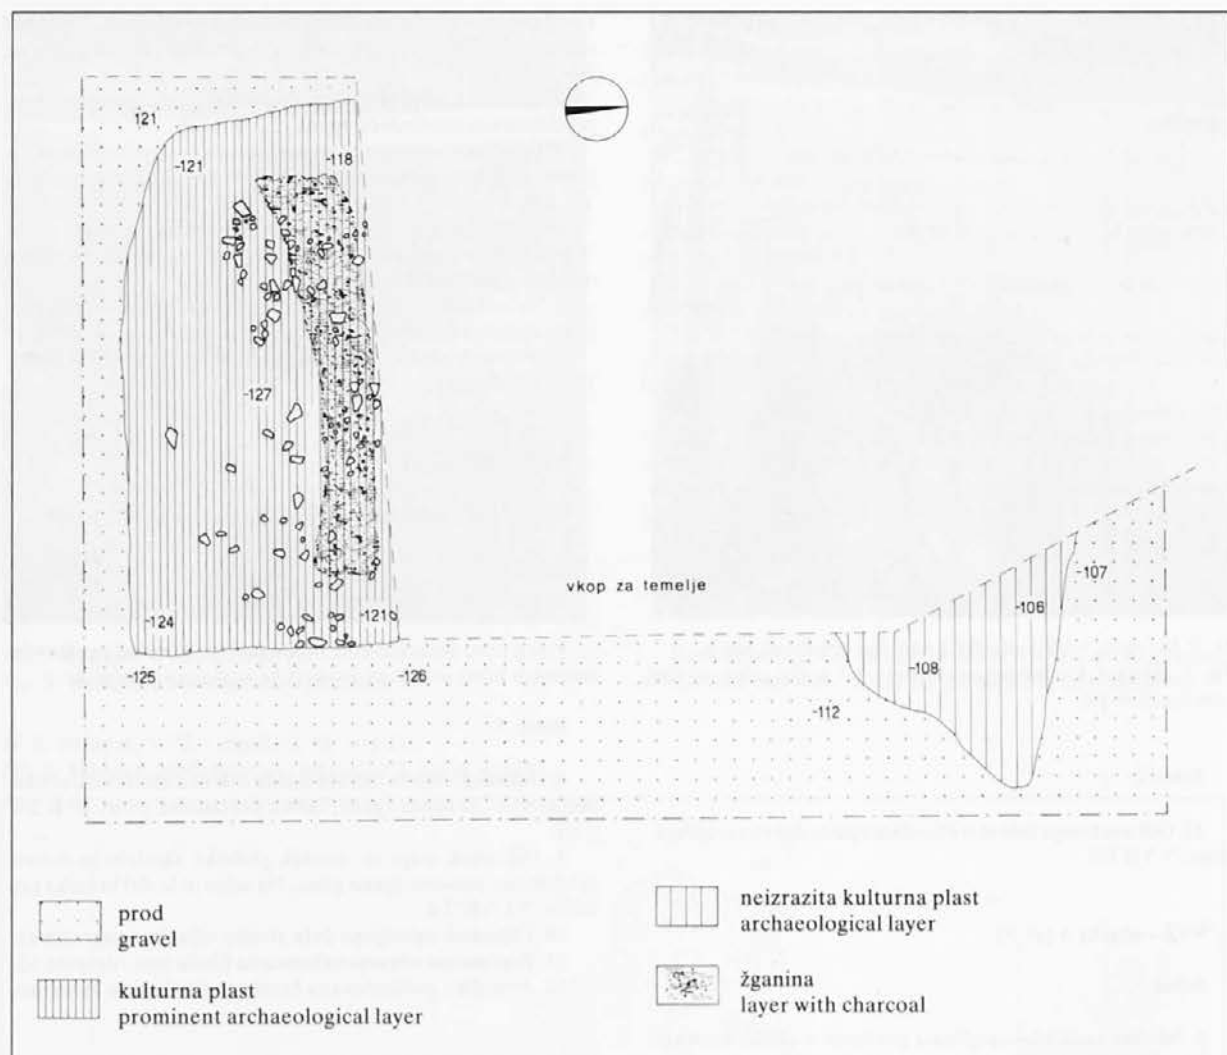 121
-121
-118
-127
-124
-121
-125
-126
vkop za temelje
-107
-106
-108
-112
prod
gravel
kulturna plast
prominent archaeological layer
neizrazita kulturna plast
archaeological layer
žganina
layer with charcoal